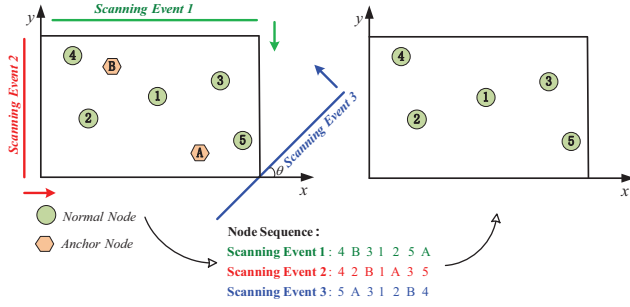 y
Scanning Event 1
Scanning Event 2
4
B
3
1
2
5
A
Scanning Event 3
θ
x
Normal Node
Anchor Node
y
4
3
1
2
5
x
Node Sequence:
Scanning Event 1: 4 B 3 1 2 5 A
Scanning Event 2: 4 2 B 1 A 3 5
Scanning Event 3: 5 A 3 1 2 B 4